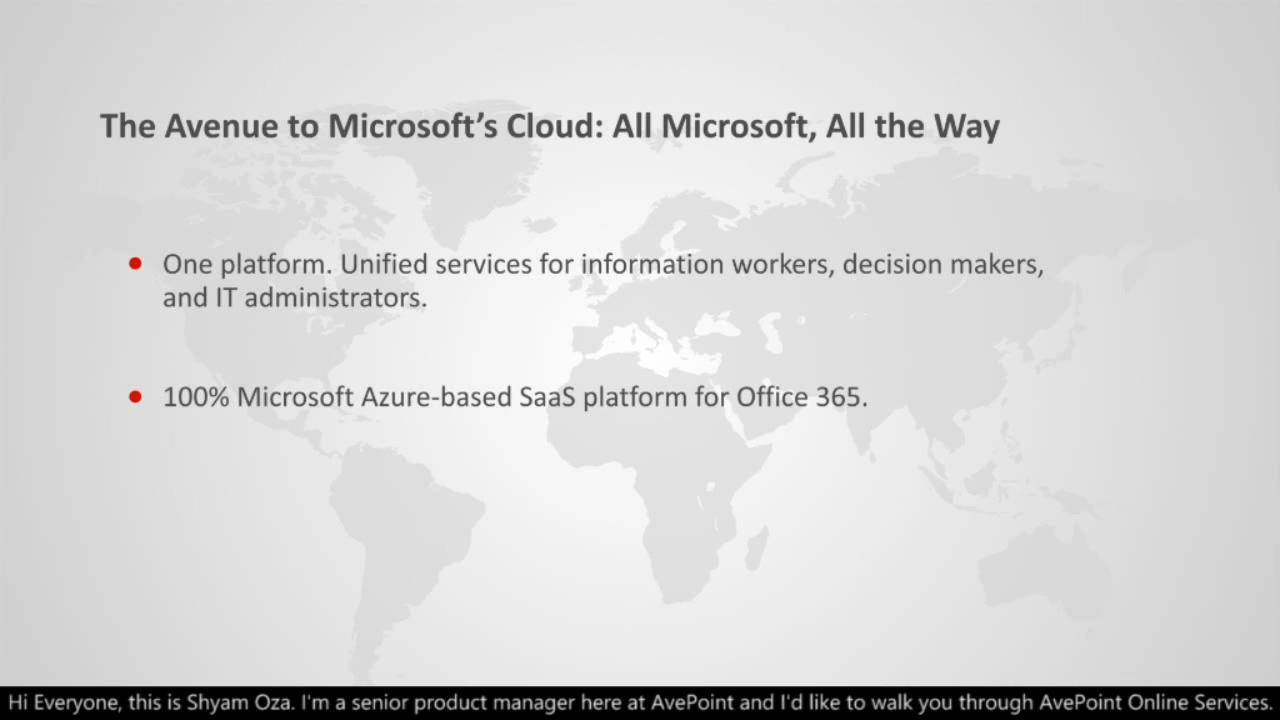 The Avenue to Microsoft’s Cloud: All Microsoft, All the Way
• One platform. Unified services for information workers, decision makers,
and IT administrators.
• 100% Microsoft Azure-based SaaS platform for Office 365.
Hi Everyone, this is Shyam Oza. I'm a senior product manager here at AvePoint and I'd like to walk you through AvePoint Online Services.